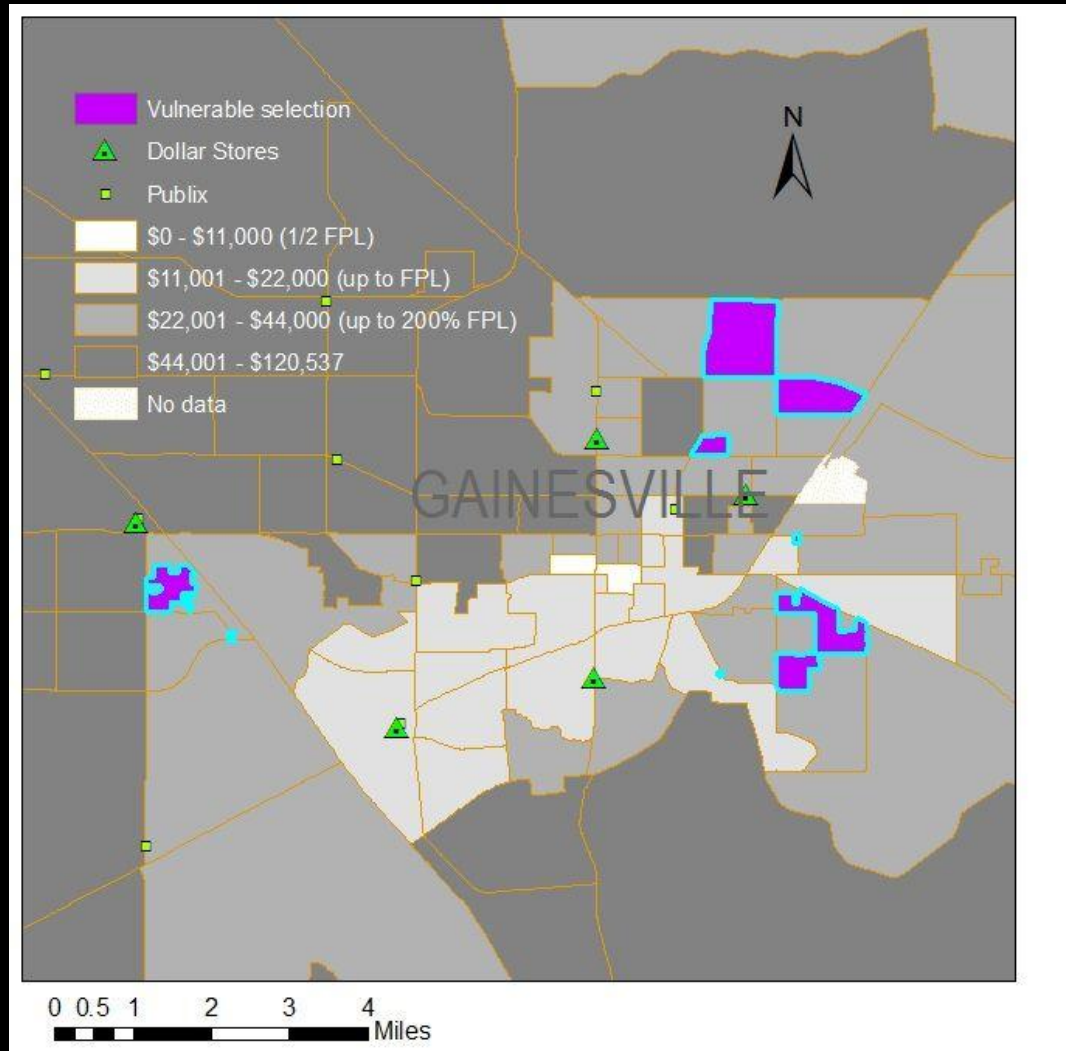 Vulnerable selection
N
Dollar Stores
Publix
$0 - $11,000 (1/2 FPL)
$11,001 - $22,000 (up to FPL)
$22,001 - $44,000 (up to 200% FPL)
$44,001 - $120,537
No data
GAINESVILLE
0 0.5 1 2 3 4
Miles